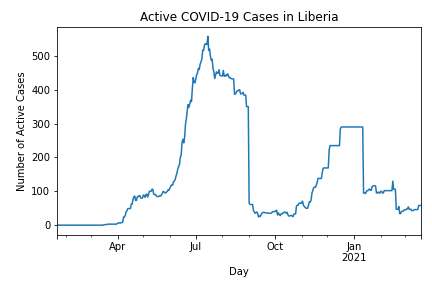 Active COVID-19 Cases in Liberia
Number of Active Cases
500
400
300
200
100
0
Apr
Jul
Oct
Jan
2021
Day